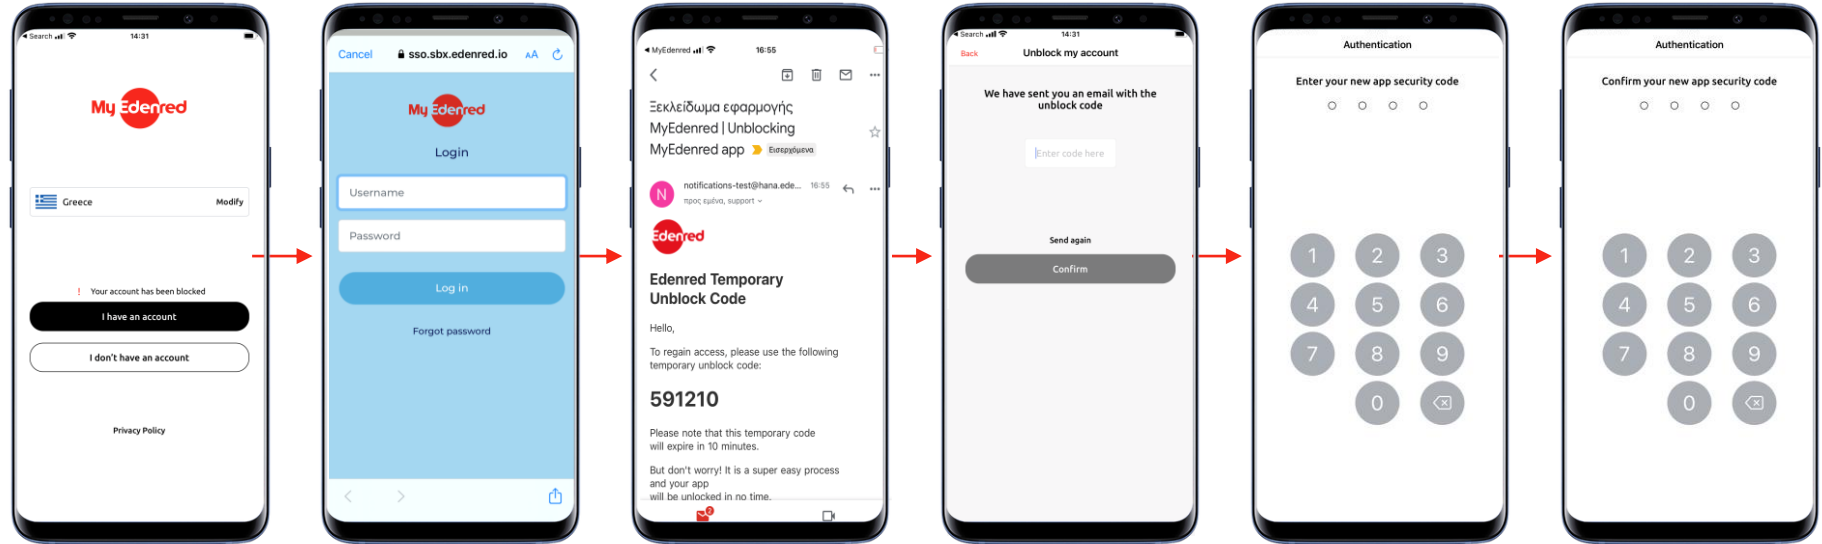 Search
14:31
My Edenred
Greece
Modify
! Your account has been blocked
I have an account
I don't have an account
Privacy Policy
Cancel
sso.sbx.edenred.io
AA
My Edenred
Login
Username
Password
Log in
Forgot password
MyEdenred
16:55
Ξεκλείδωμα εφαρμογής
MyEdenred | Unblocking
MyEdenred app
Εισερχόμενα
N
notifications-test@hana.ede...
16:55
προς εμένα, support
Edenred
Edenred Temporary
Unblock Code
Hello,
To regain access, please use the following
temporary unblock code:
591210
Please note that this temporary code
will expire in 10 minutes.
But don't worry! It is a super easy process
and your app
will be unlocked in no time.
2
Search
14:31
Back
Unblock my account
We have sent you an email with the
unblock code
Enter code here
Send again
Confirm
Authentication
Enter your new app security code
1 2 3
4 5 6
7 8 9
0
Authentication
Confirm your new app security code
1 2 3
4 5 6
7 8 9
0